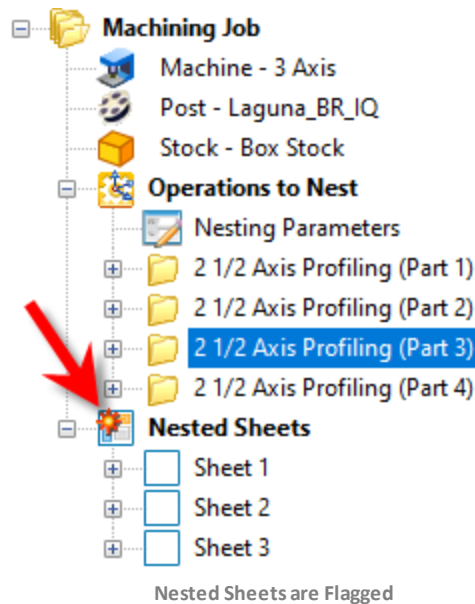 Machining Job
Machine - 3 Axis
Post - Laguna_BR_IQ
Stock - Box Stock
Operations to Nest
Nesting Parameters
2 1/2 Axis Profiling (Part 1)
2 1/2 Axis Profiling (Part 2)
2 1/2 Axis Profiling (Part 3)
2 1/2 Axis Profiling (Part 4)
Nested Sheets
Sheet 1
Sheet 2
Sheet 3
Nested Sheets are Flagged